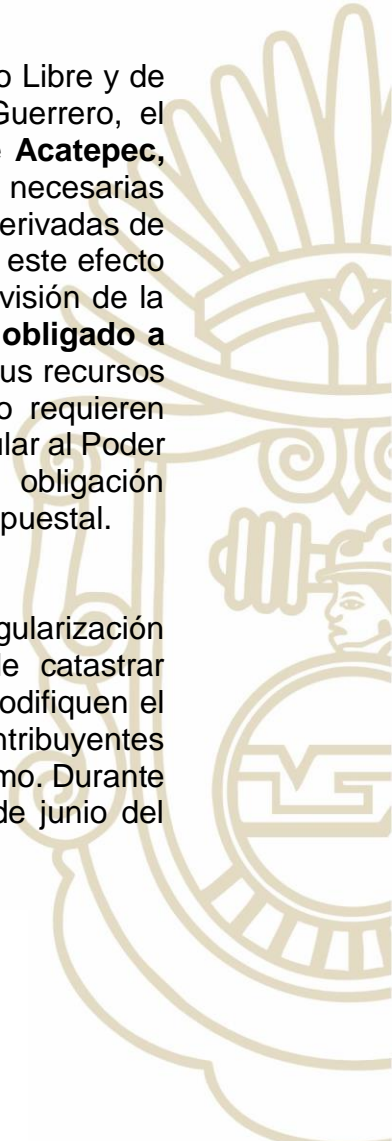 o Libre y de
Guerrero, el
e Acatepec,
necesarias
erivadas de
este efecto
visión de la
obligado a
us recursos
o requieren
ular al Poder
obligación
puestal.
gularización
de catastrar
odifiquen el
ntribuyentes
mo. Durante
de junio del